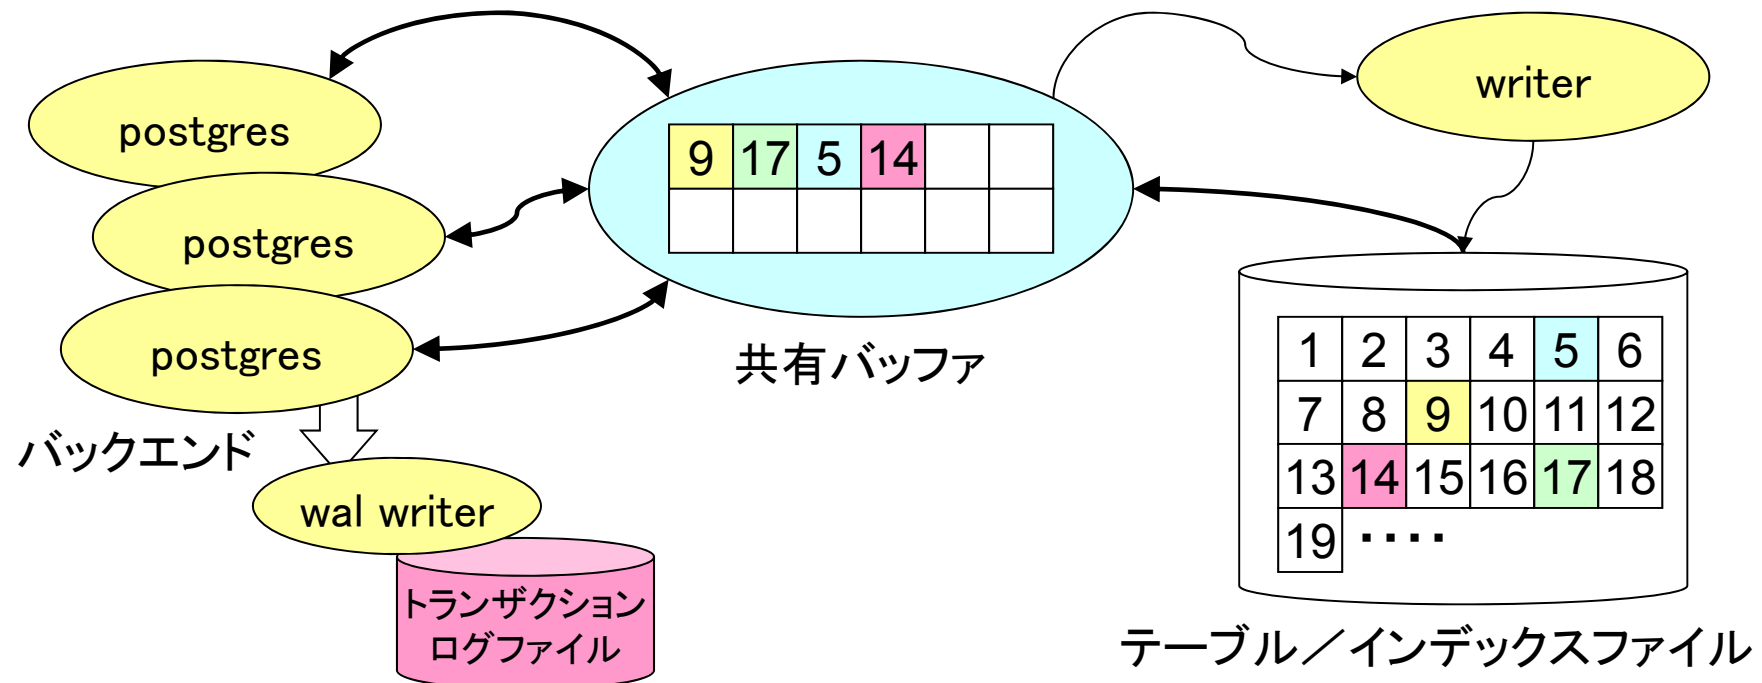 postgres
postgres
postgres
バックエンド
wal writer
トランザクション
ログファイル
9 17 5 14
共有バッファ
writer
1 2 3 4 5 6
7 8 9 10 11 12
13 14 15 16 17 18
19 ・・・・
テーブル／インデックスファイル